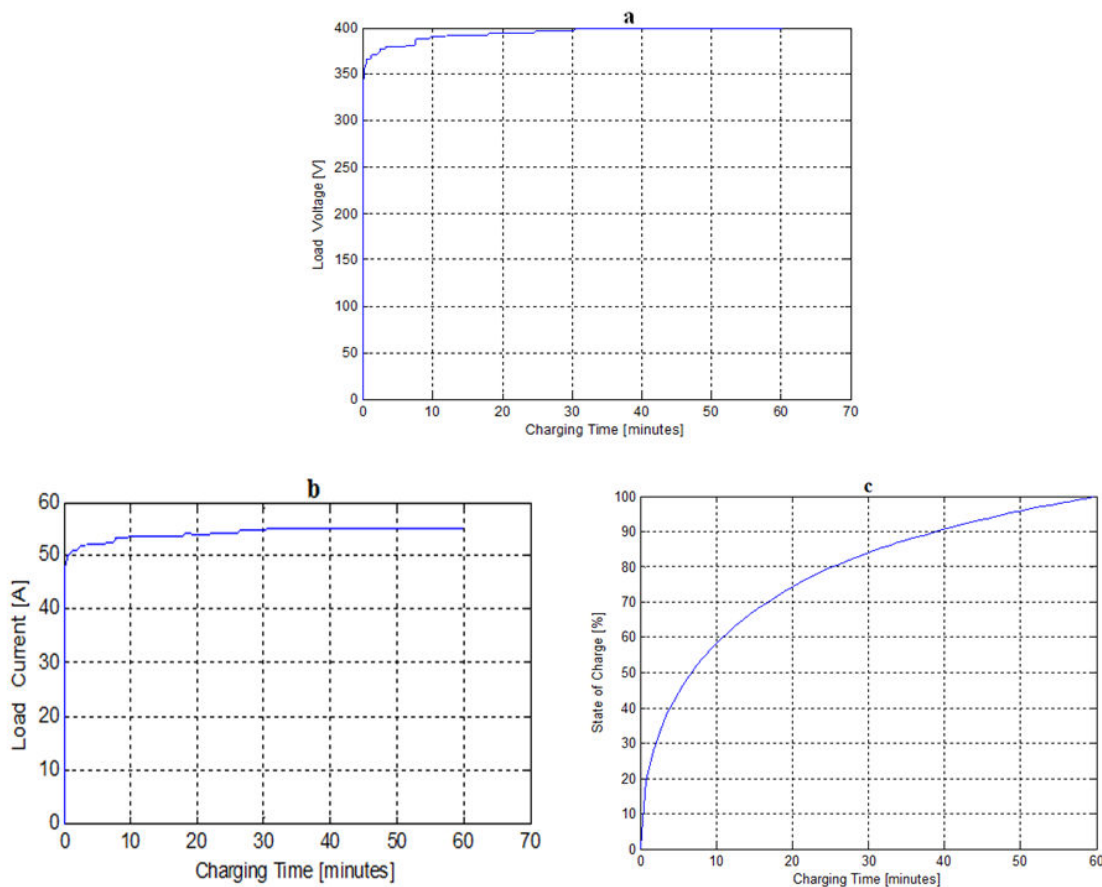 a
400
350
300
250
200
150
100
50
0
Load Voltage [V]
0 10 20 30 40 50 60 70
Charging Time [minutes]
b
60
50
40
30
20
10
0
Load Current [A]
0 10 20 30 40 50 60 70
Charging Time [minutes]
c
100
90
80
70
60
50
40
30
20
10
0
State of Charge [%]
0 10 20 30 40 50 60
Charging Time [minutes]